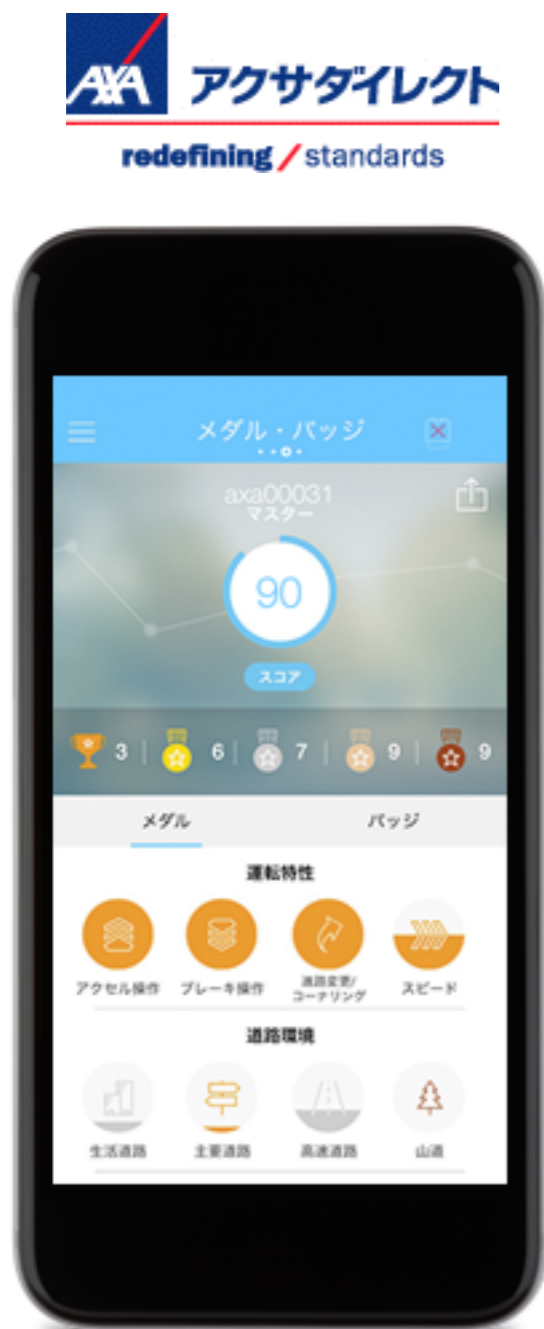 AXA アクサダイレクト
redefining / standards
メダル・バッジ
axa00031
マスター
90
スコア
3 | 6 | 7 | 9 | 9
メダル バッジ
運転特性
アクセル操作 ブレーキ操作 進路変更/ スピード
コーナリング
道路環境
生活道路 主要道路 高速道路 山道